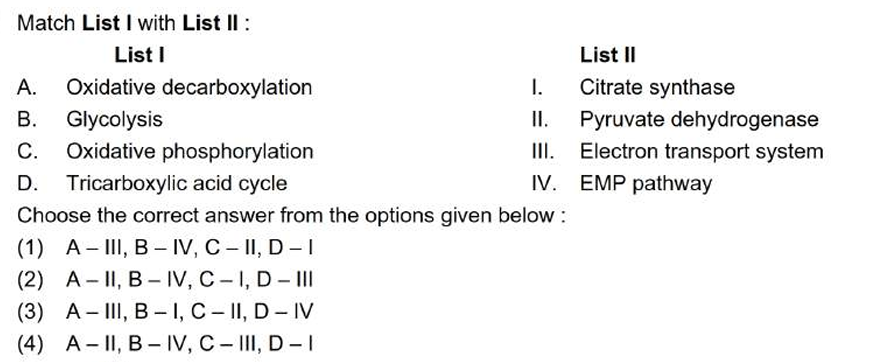 Match List I with List II :
List I List II
A. Oxidative decarboxylation I. Citrate synthase
B. Glycolysis II. Pyruvate dehydrogenase
C. Oxidative phosphorylation III. Electron transport system
D. Tricarboxylic acid cycle IV. EMP pathway
Choose the correct answer from the options given below :
(1) A – III, B – IV, C – II, D – I
(2) A – II, B – IV, C – I, D – III
(3) A – III, B – I, C – II, D – IV
(4) A – II, B – IV, C – III, D – I